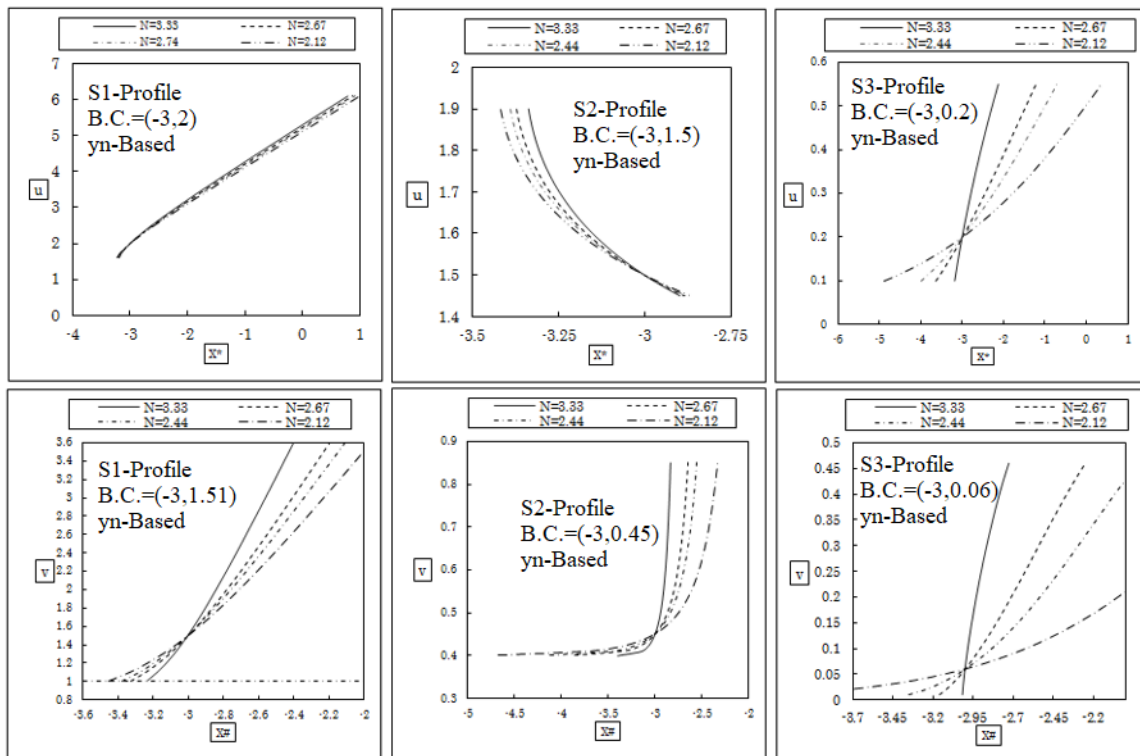 N=3.33 N=2.67
N=2.74 N=2.12
7
6
5
4
3
2
1
0
u
S1-Profile
B.C.=(-3,2)
yn-Based
-4 -3 -2 -1 0 1
X*
N=3.33 N=2.67
N=2.44 N=2.12
2
1.9
1.8
1.7
1.6
1.5
1.4
u
S2-Profile
B.C.=(-3,1.5)
yn-Based
-3.5 -3.25 -3 -2.75
X*
N=3.33 N=2.67
N=2.44 N=2.12
0.6
0.5
0.4
0.3
0.2
0.1
0
u
S3-Profile
B.C.=(-3,0.2)
yn-Based
-6 -5 -4 -3 -2 -1 0 1
X*
N=3.33 N=2.67
N=2.44 N=2.12
3.6
3.4
3.2
3
2.8
2.6
2.4
2.2
2
1.8
1.6
1.4
1.2
1
0.8
v
S1-Profile
B.C.=(-3,1.51)
yn-Based
-3.6 -3.4 -3.2 -3 -2.8 -2.6 -2.4 -2.2 -2
X#
N=3.33 N=2.67
N=2.44 N=2.12
0.9
0.8
0.7
0.6
0.5
0.4
0.3
v
S2-Profile
B.C.=(-3,0.45)
yn-Based
-5 -4.5 -4 -3.5 -3 -2.5 -2
X#
N=3.33 N=2.67
N=2.44 N=2.12
0.5
0.45
0.4
0.35
0.3
0.25
0.2
0.15
0.1
0.05
0
v
S3-Profile
B.C.=(-3,0.06)
yn-Based
-3.7 -3.45 -3.2 -2.95 -2.7 -2.45 -2.2
X#